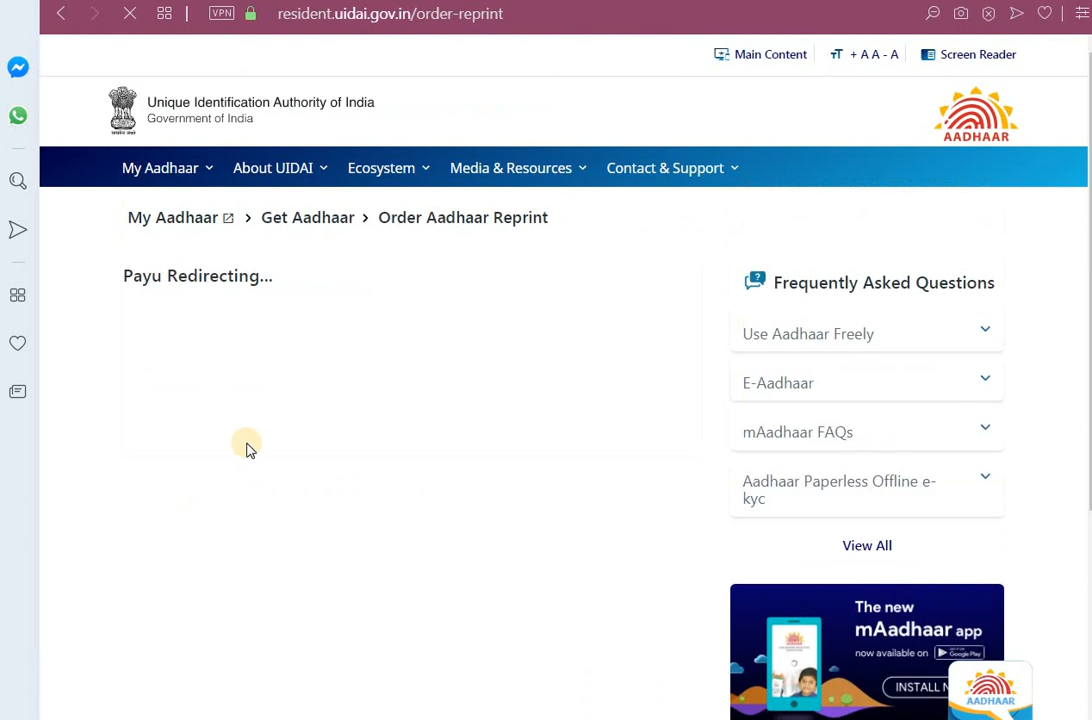 VPN
resident.uidai.gov.in/order-reprint
Main Content
тT + A A - A
Screen Reader
Unique Identification Authority of India
Government of India
AADHAAR
My Aadhaar
About UIDAI
Ecosystem
Media & Resources
Contact & Support
My Aadhaar > Get Aadhaar > Order Aadhaar Reprint
Payu Redirecting...
Frequently Asked Questions
Use Aadhaar Freely
E-Aadhaar
mAadhaar FAQs
Aadhaar Paperless Offline e-
kyc
View All
The new
mAadhaar app
now available on
Google Play
INSTALL N
AADHAAR